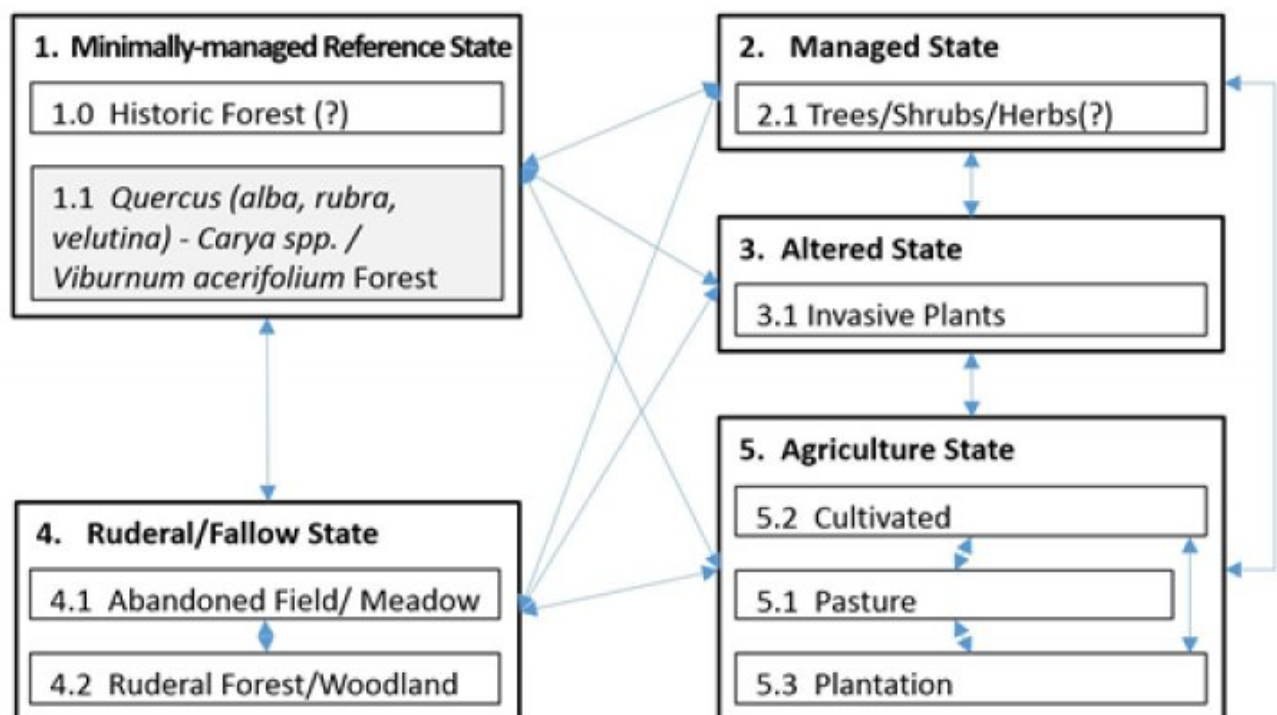 1. Minimally-managed Reference State
1.0 Historic Forest (?)
1.1 Quercus (alba, rubra,
velutina) - Carya spp. /
Viburnum acerifolium Forest
2. Managed State
2.1 Trees/Shrubs/Herbs(?)
3. Altered State
3.1 Invasive Plants
4. Ruderal/Fallow State
4.1 Abandoned Field/ Meadow
4.2 Ruderal Forest/Woodland
5. Agriculture State
5.2 Cultivated
5.1 Pasture
5.3 Plantation